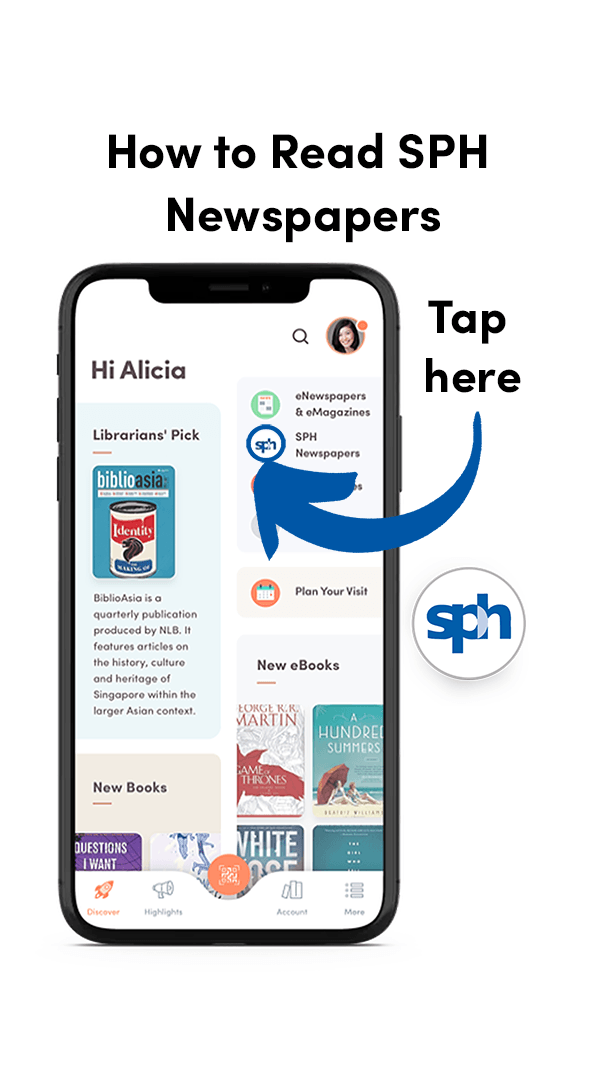 How to Read SPH
Newspapers
Tap
here
Hi Alicia
Librarians' Pick
biblioasia
Identity
THE
MAKING OF
BiblioAsia is a
quarterly publication
produced by NLB. It
features articles on
the history, culture
and heritage of
Singapore within the
larger Asian context.
New Books
QUESTIONS
I WANT
NEWS
eNewspapers
& eMagazines
sph
SPH
Newspapers
es
Plan Your Visit
sph
New eBooks
GEORGE R.R.
MARTIN
GAME OF
THRONES
A
HUNDRED
SUMMERS
BEATRIZ WILLIAMS
WHITE
ROSE
THE
GIRL
WHO
Discover
Highlights
Account
More